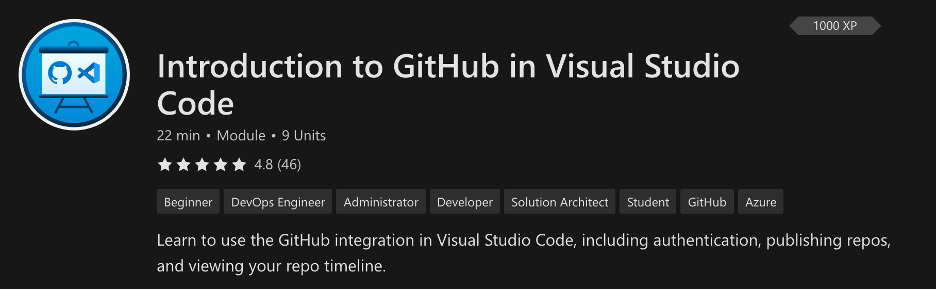 1000 XP
Introduction to GitHub in Visual Studio
Code
22 min • Module • 9 Units
4.8 (46)
Beginner DevOps Engineer Administrator Developer Solution Architect Student GitHub Azure
Learn to use the GitHub integration in Visual Studio Code, including authentication, publishing repos,
and viewing your repo timeline.